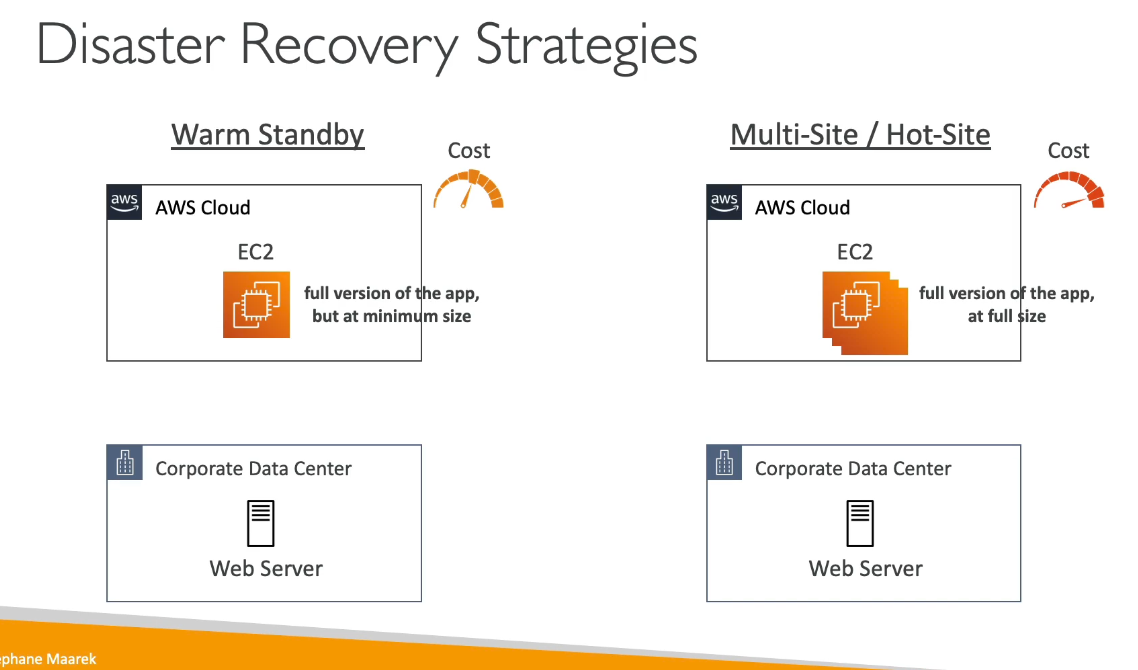 Disaster Recovery Strategies
Warm Standby
Cost
aws
AWS Cloud
EC2
full version of the app,
but at minimum size
Corporate Data Center
Web Server
Multi-Site / Hot-Site
Cost
aws
AWS Cloud
EC2
full version of the app,
at full size
Corporate Data Center
Web Server
ephane Maarek